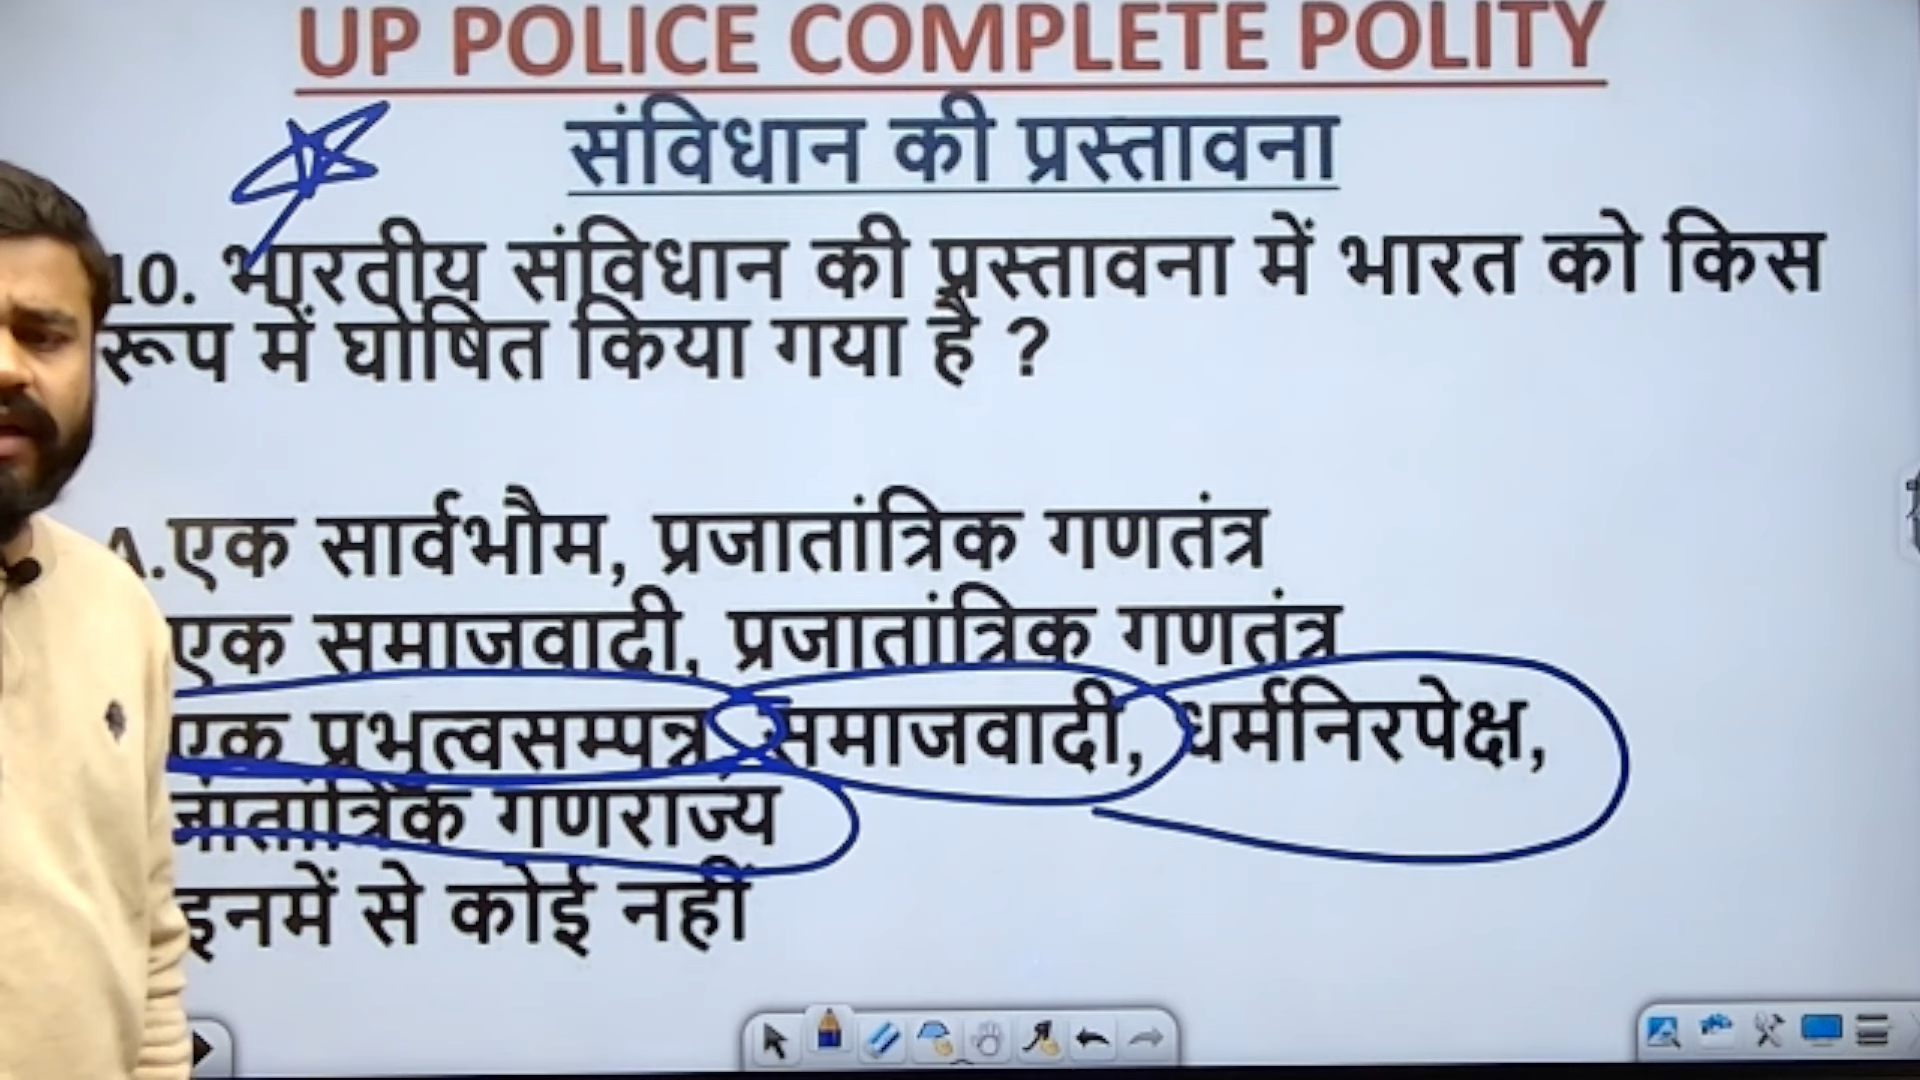 UP POLICE COMPLETE POLITY
संविधान की प्रस्तावना
10. भारतीय संविधान की प्रस्तावना में भारत को किस
रूप में घोषित किया गया है ?
A.एक सार्वभौम, प्रजातांत्रिक गणतंत्र
एक समाजवादी, प्रजातांत्रिक गणतंत्र
एक प्रभुत्वसम्पन्न, समाजवादी, धर्मनिरपेक्ष,
जातांत्रिक गणराज्य
इनमें से कोई नहीं